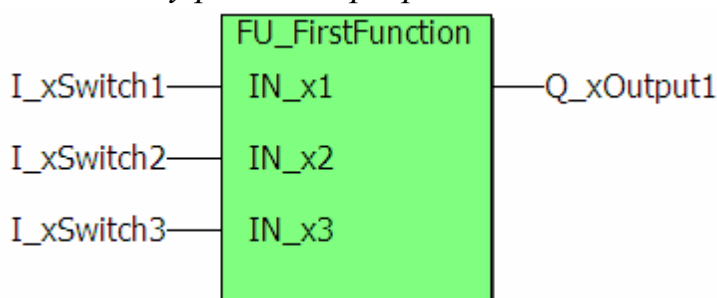 FU_FirstFunction
I_xSwitch1 IN_x1 Q_xOutput1
I_xSwitch2 IN_x2
I_xSwitch3 IN_x3